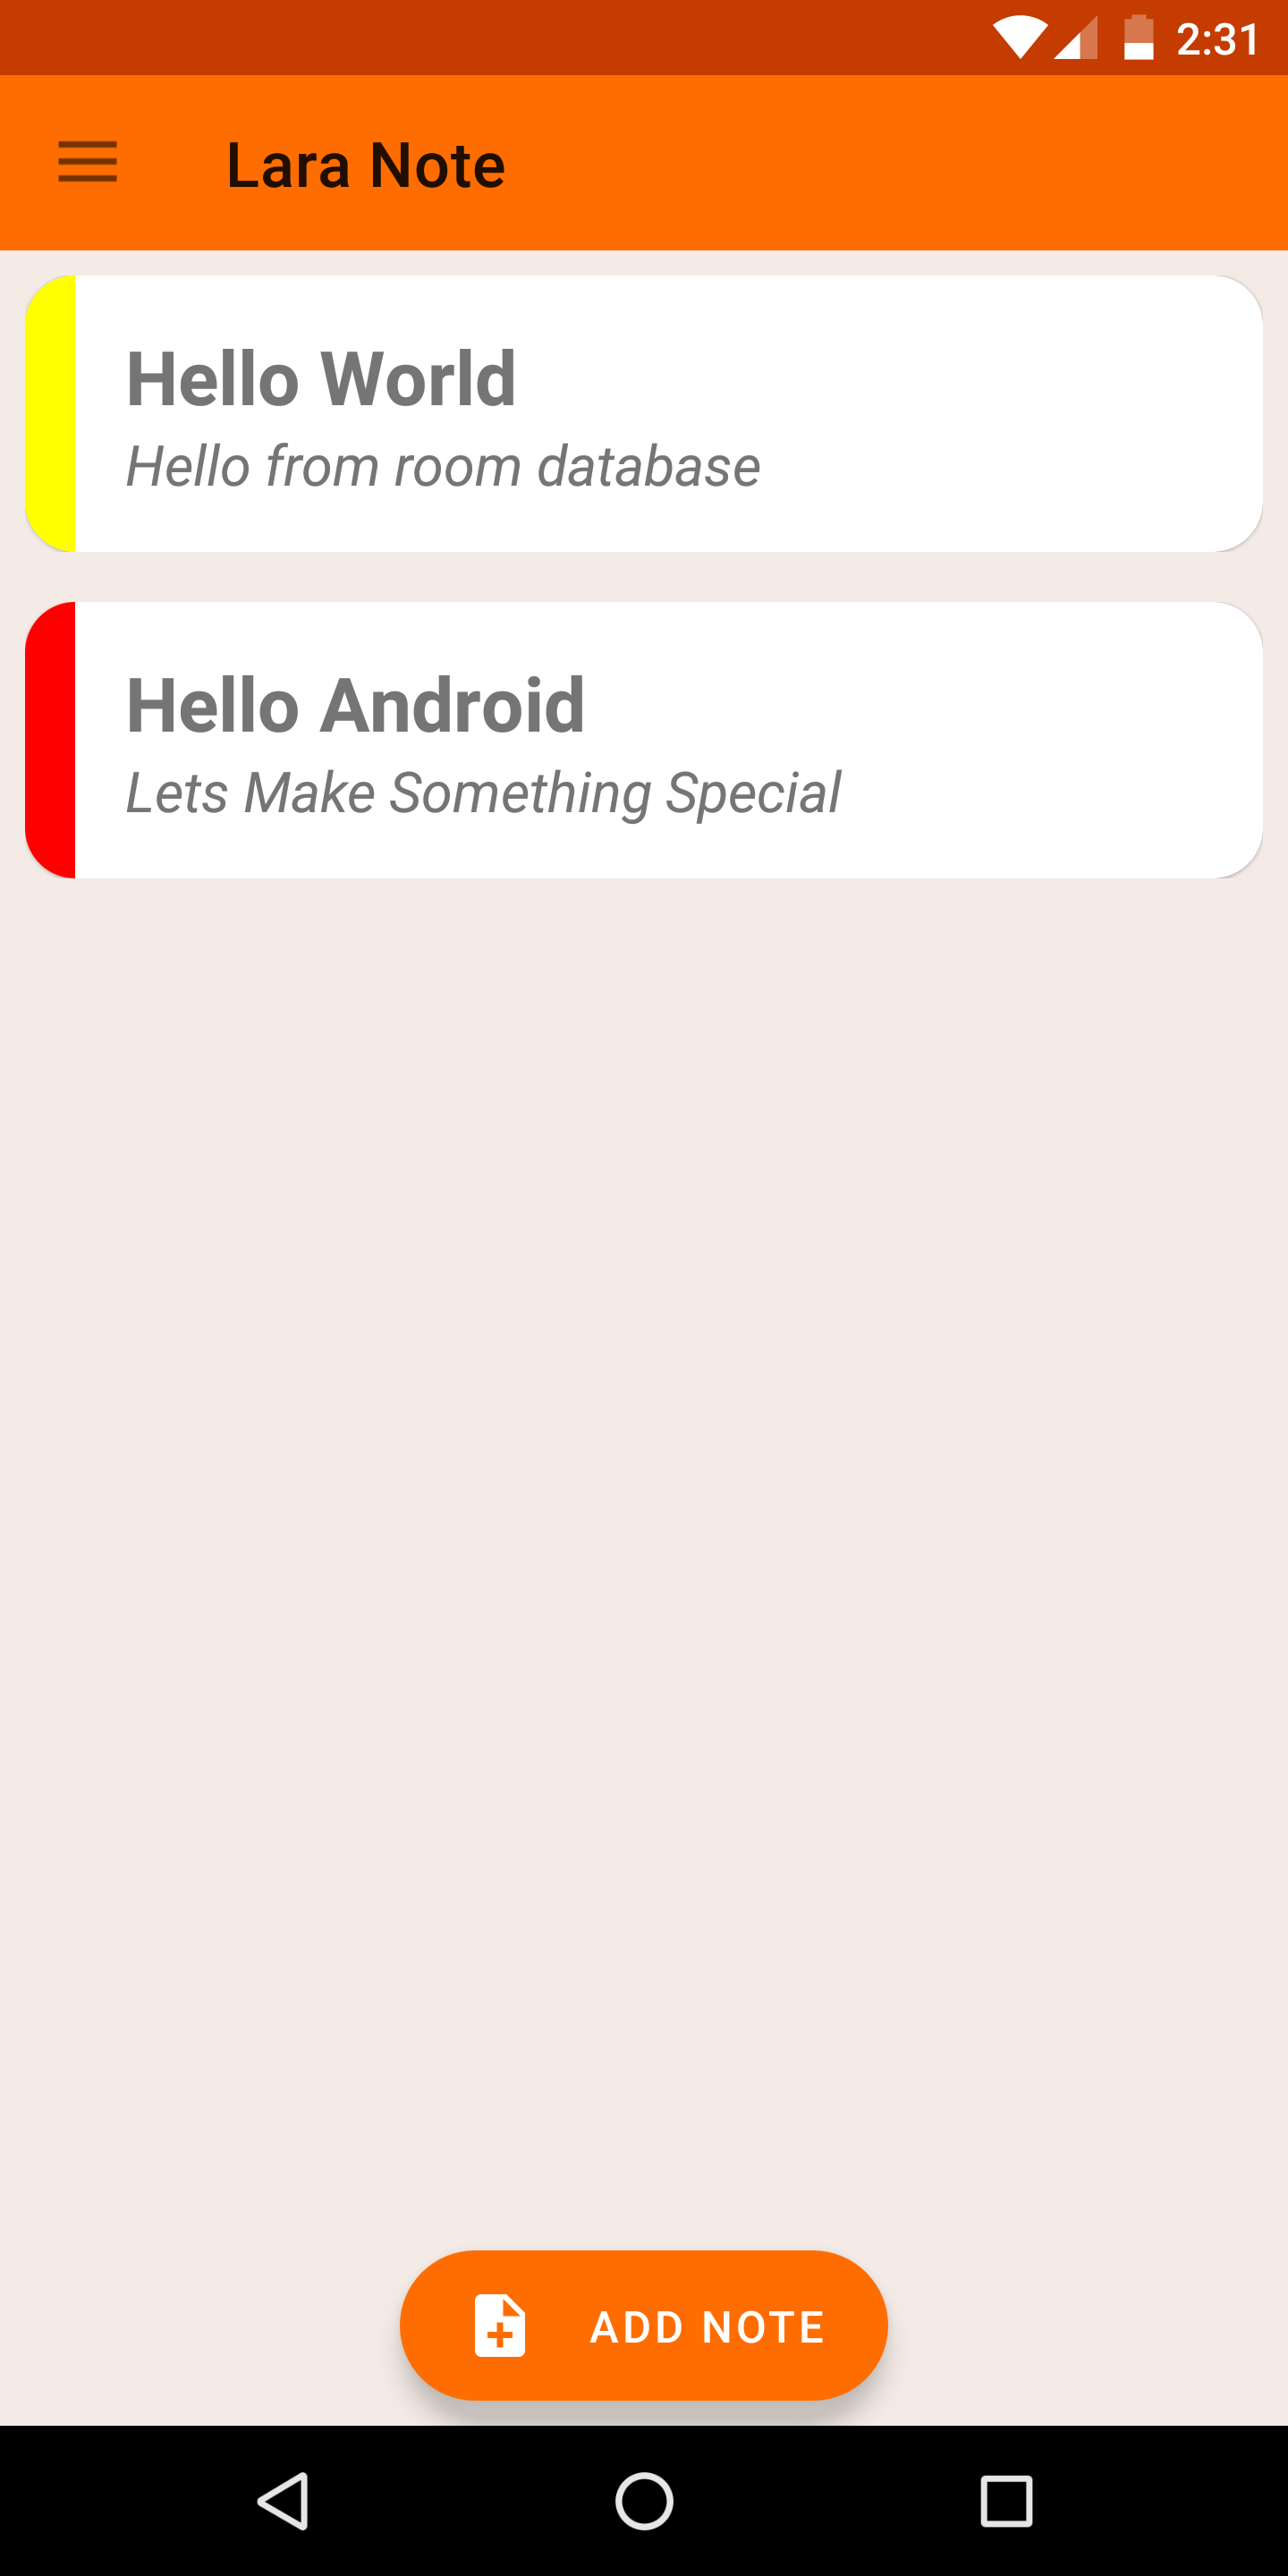 2:31
Lara Note
Hello World
Hello from room database
Hello Android
Lets Make Something Special
ADD NOTE